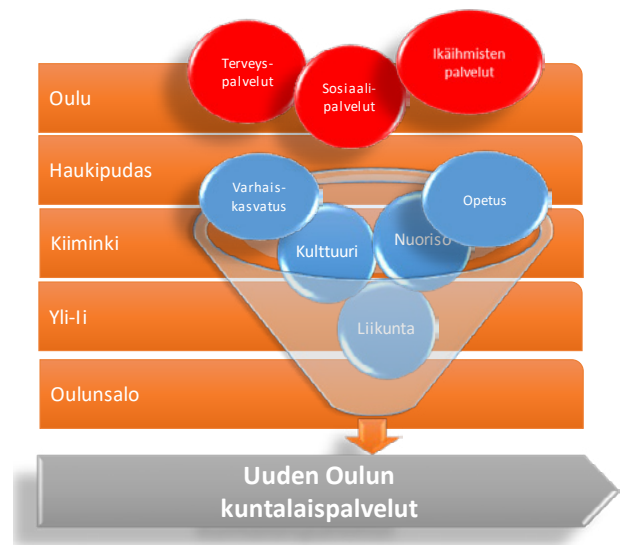 Terveys-
palvelut
Sosiaali-
palvelut
Ikäihmisten
palvelut
Oulu
Haukipudas
Varhais-
kasvatus
Opetus
Kiiminki
Kulttuuri
Nuoriso
Yli-Ii
Liikunta
Oulunsalo
Uuden Oulun
kuntalaispalvelut